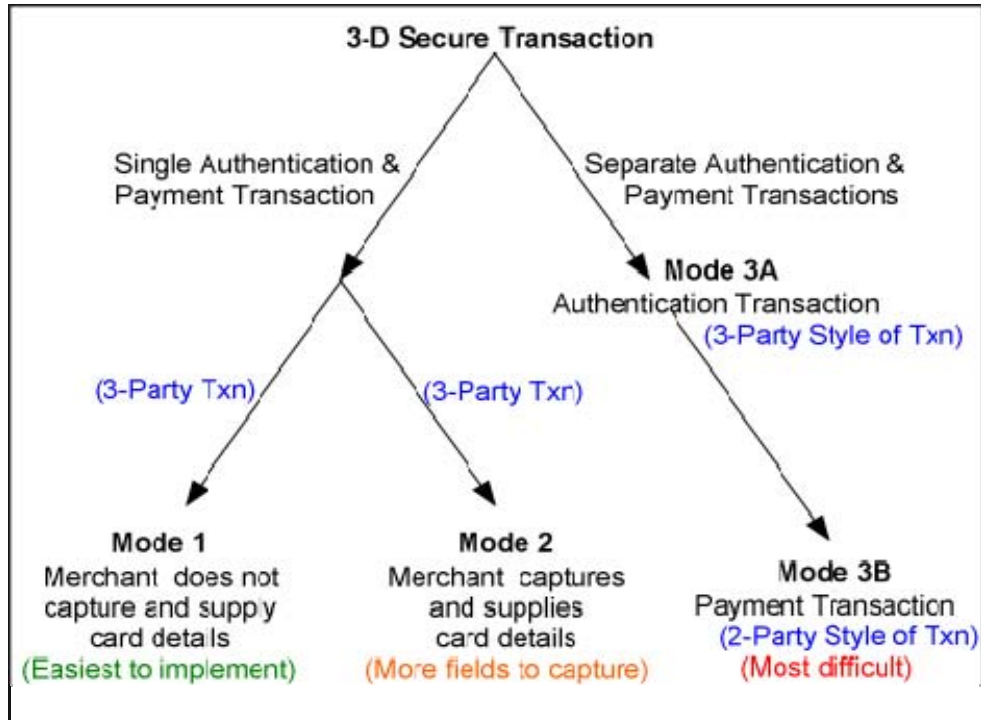 3-D Secure Transaction
Single Authentication &
Payment Transaction
Separate Authentication &
Payment Transactions
Mode 3A
Authentication Transaction
(3-Party Style of Txn)
(3-Party Txn)
(3-Party Txn)
Mode 1
Merchant does not
capture and supply
card details
(Easiest to implement)
Mode 2
Merchant captures
and supplies
card details
(More fields to capture)
Mode 3B
Payment Transaction
(2-Party Style of Txn)
(Most difficult)